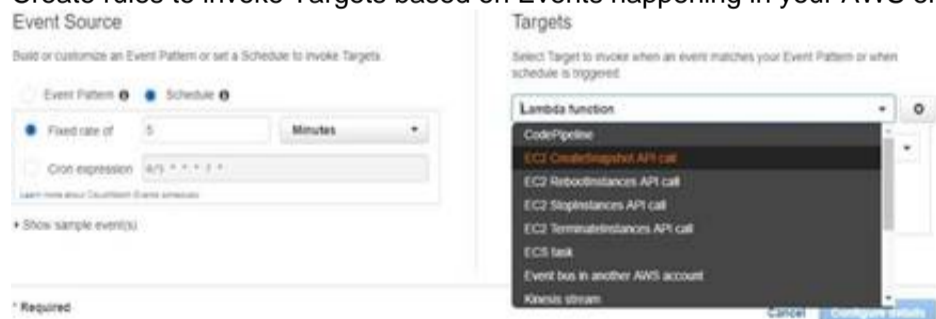 Create rules to invoke Targets based on Events happening in your AWS
Event Source
Build or customize an Event Pattern or set a Schedule to invoke Targets.
Event Pattern Schedule
Fixed rate of 5 Minutes
Cron expression 0/5 * * * ? *
Learn more about CloudWatch Events schedules.
Show sample event(s)
* Required
Targets
Select Target to invoke when an event matches your Event Pattern or when
schedule is triggered.
Lambda function
CodePipeline
EC2 CreateSnapshot API call
EC2 RebootInstances API call
EC2 StopInstances API call
EC2 TerminateInstances API call
ECS task
Event bus in another AWS account
Kinesis stream
Cancel Configure details